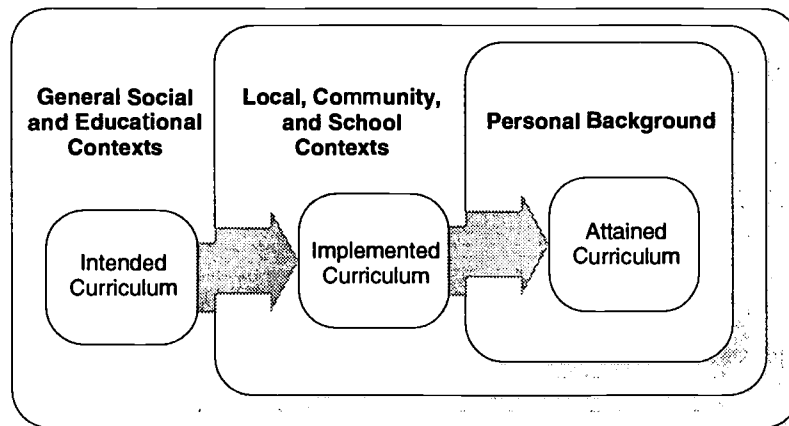 General Social
and Educational
Contexts
Local, Community,
and School
Contexts
Personal Background
Intended
Curriculum
Implemented
Curriculum
Attained
Curriculum